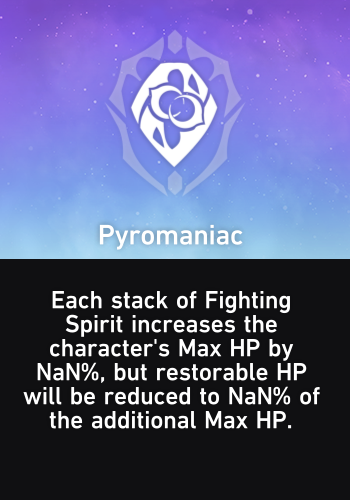 Pyromaniac
Each stack of Fighting
Spirit increases the
character's Max HP by
NaN%, but restorable HP
will be reduced to NaN% of
the additional Max HP.